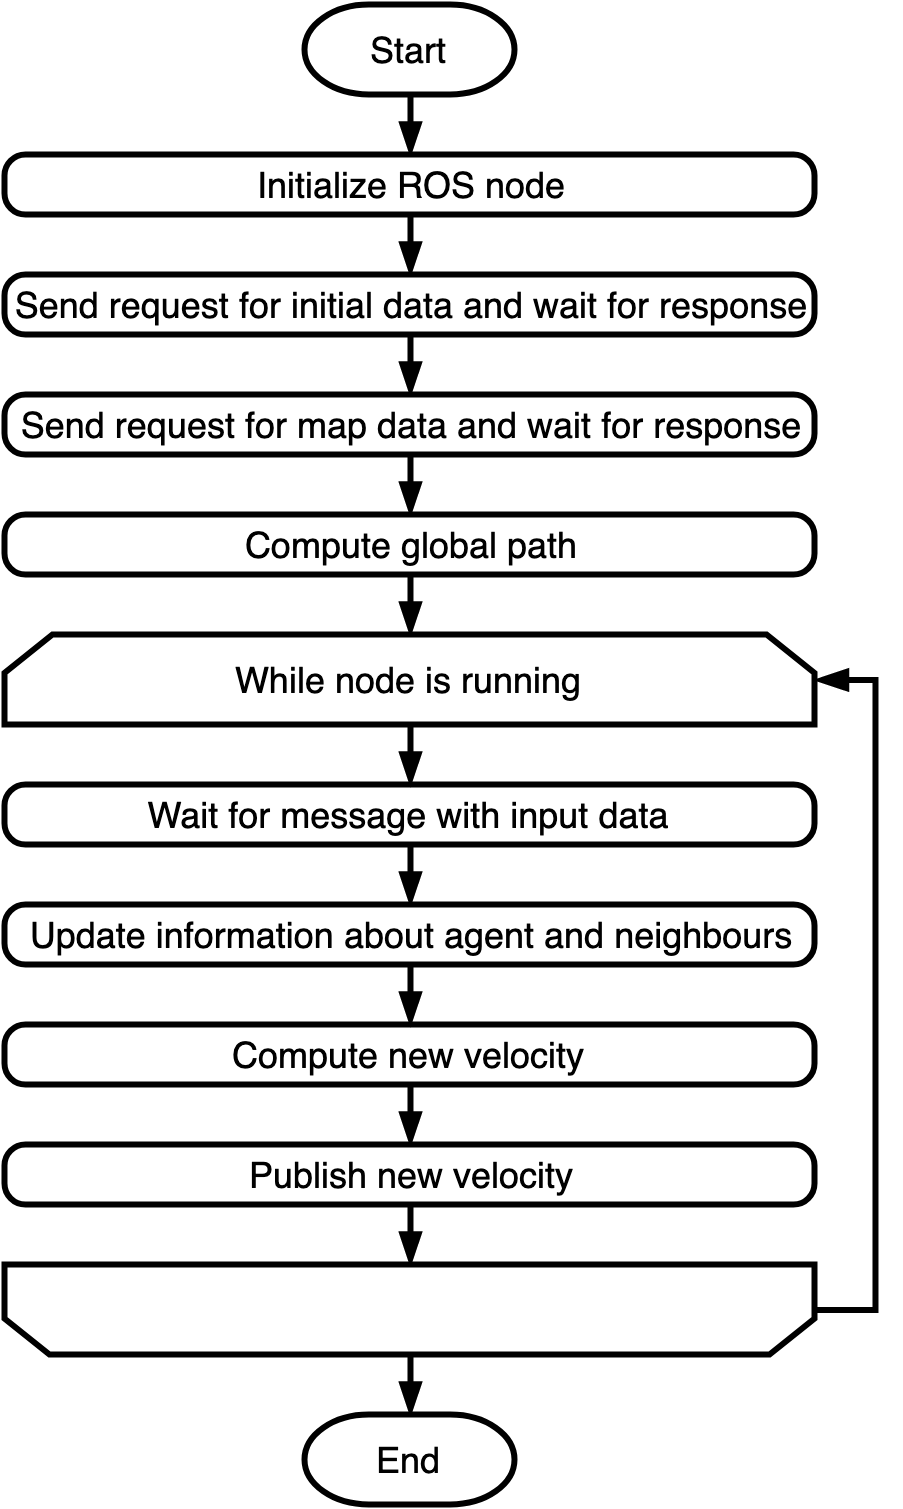 Start
Initialize ROS node
Send request for initial data and wait for response
Send request for map data and wait for response
Compute global path
While node is running
Wait for message with input data
Update information about agent and neighbours
Compute new velocity
Publish new velocity
End